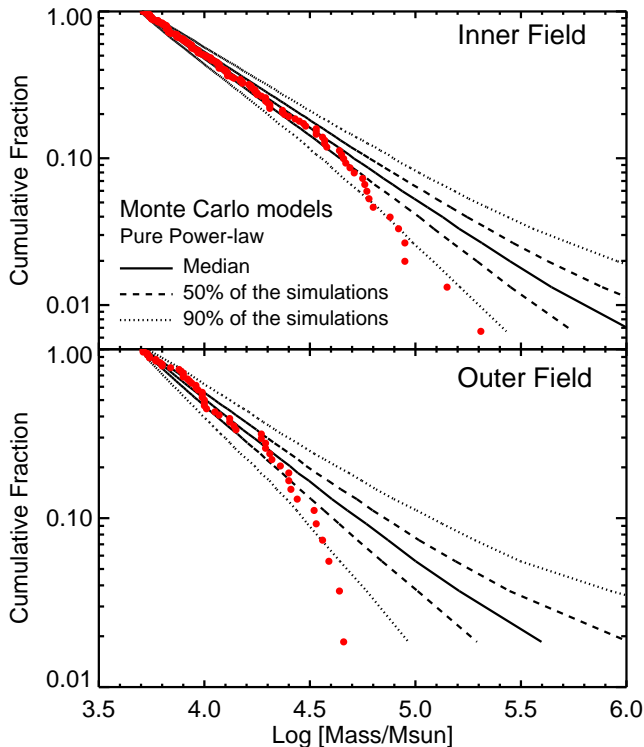 1.00
Inner Field
0.10
Cumulative Fraction
Monte Carlo models
Pure Power-law
Median
50% of the simulations
90% of the simulations
0.01
1.00
Outer Field
0.10
Cumulative Fraction
0.01
3.5 4.0 4.5 5.0 5.5 6.0
Log [Mass/Msun]